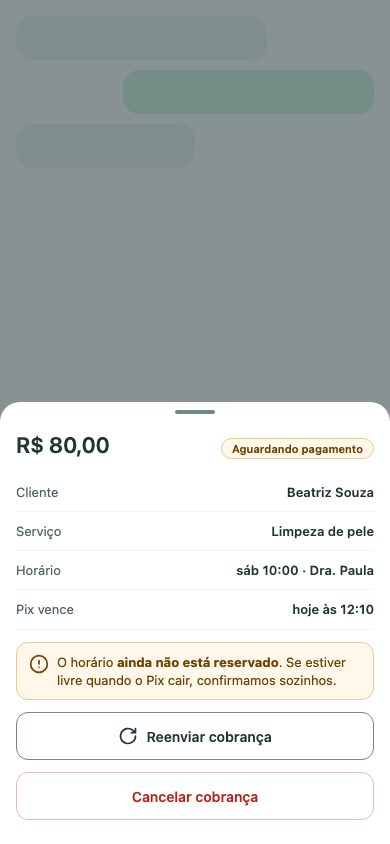 R$ 80,00
Aguardando pagamento
Cliente
Beatriz Souza
Serviço
Limpeza de pele
Horário
sáb 10:00 · Dra. Paula
Pix vence
hoje às 12:10
O horário ainda não está reservado. Se estiver
livre quando o Pix cair, confirmamos sozinhos.
Reenviar cobrança
Cancelar cobrança